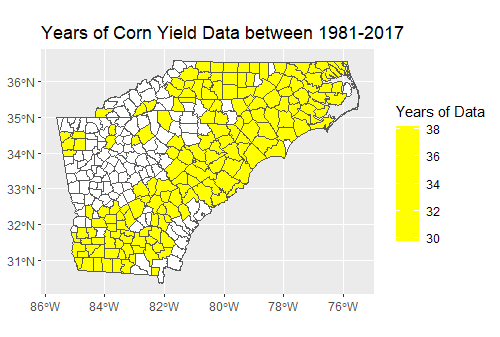 Years of Corn Yield Data between 1981-2017
36°N
35°N
34°N
33°N
32°N
31°N
86°W
84°W
82°W
80°W
78°W
76°W
Years of Data
38
36
34
32
30